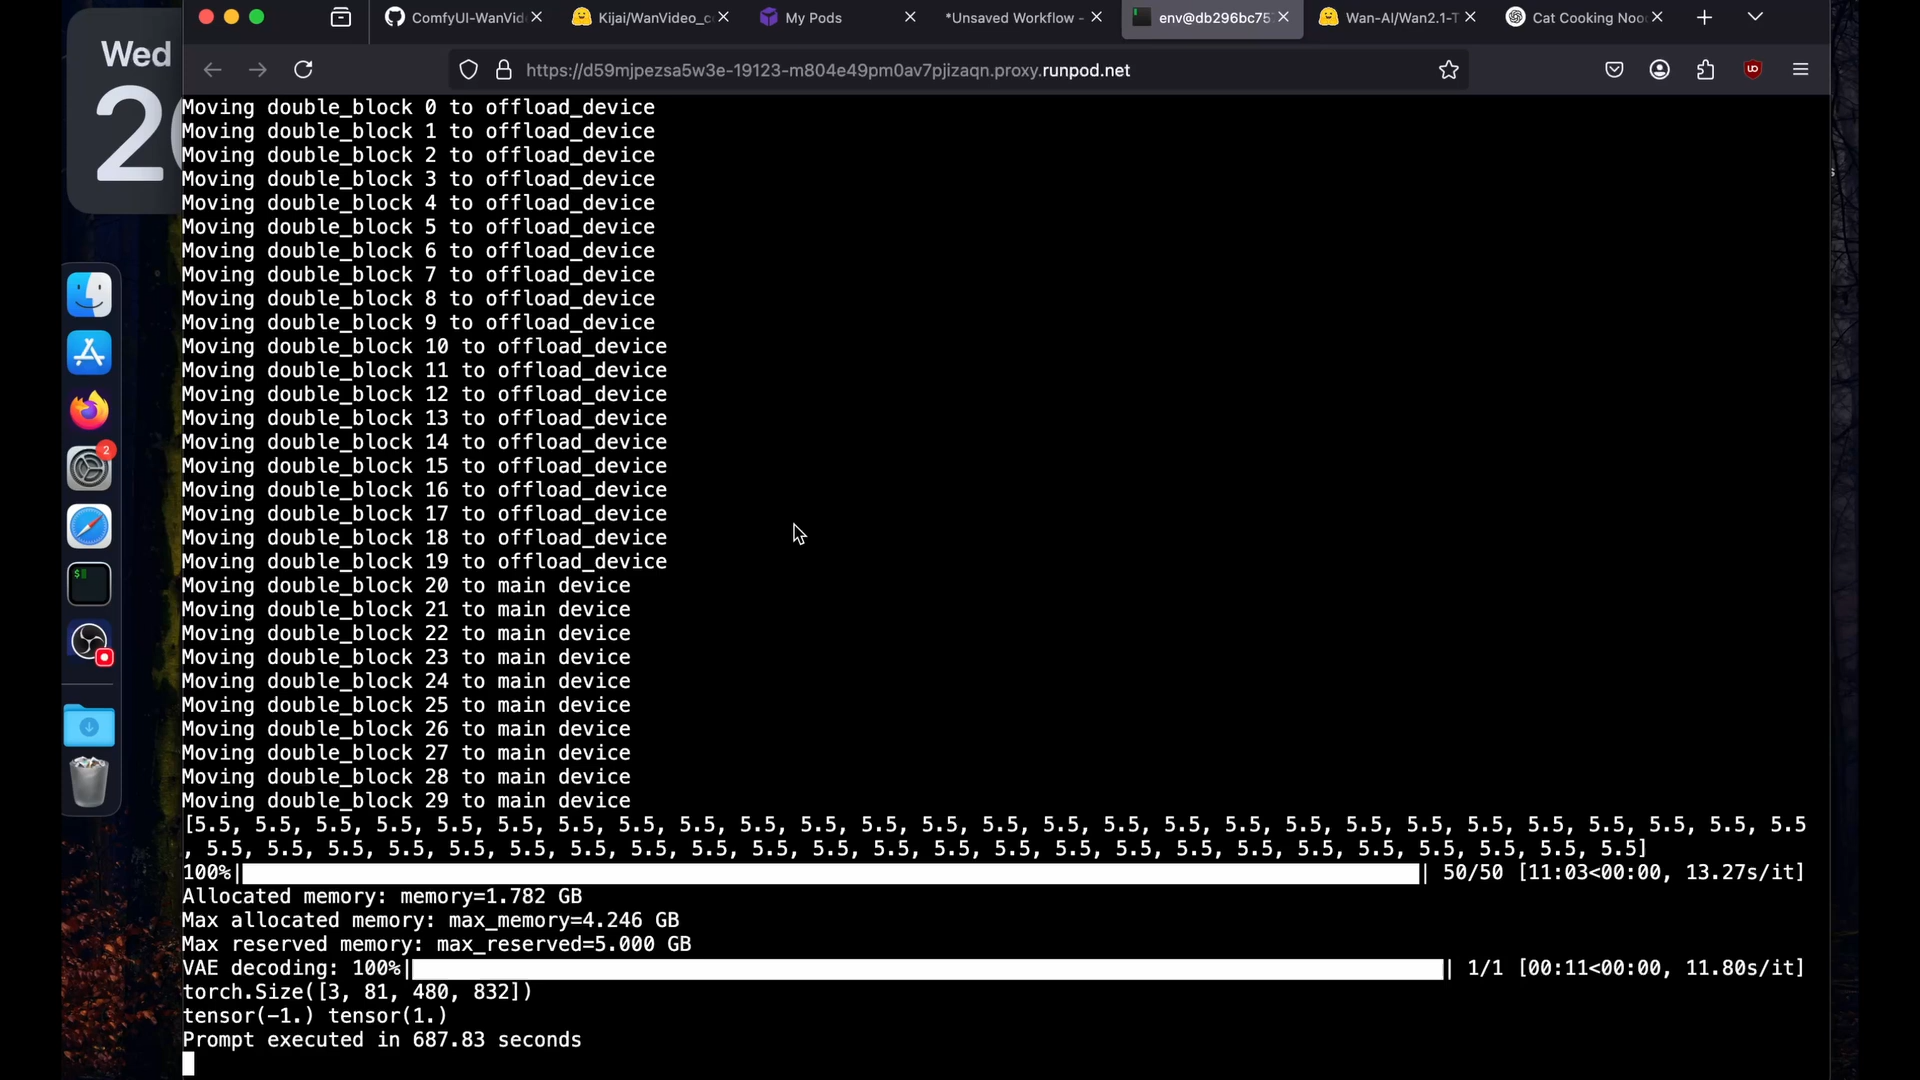 Wed
20
ComfyUI-WanVid
Kijai/WanVideo_c
My Pods
*Unsaved Workflow -
env@db296bc75
Wan-AI/Wan2.1-T
Cat Cooking Noo
https://d59mjpezsa5w3e-19123-m804e49pm0av7pjizaqn.proxy.runpod.net
Moving double_block 0 to offload_device
Moving double_block 1 to offload_device
Moving double_block 2 to offload_device
Moving double_block 3 to offload_device
Moving double_block 4 to offload_device
Moving double_block 5 to offload_device
Moving double_block 6 to offload_device
Moving double_block 7 to offload_device
Moving double_block 8 to offload_device
Moving double_block 9 to offload_device
Moving double_block 10 to offload_device
Moving double_block 11 to offload_device
Moving double_block 12 to offload_device
Moving double_block 13 to offload_device
Moving double_block 14 to offload_device
Moving double_block 15 to offload_device
Moving double_block 16 to offload_device
Moving double_block 17 to offload_device
Moving double_block 18 to offload_device
Moving double_block 19 to offload_device
Moving double_block 20 to main device
Moving double_block 21 to main device
Moving double_block 22 to main device
Moving double_block 23 to main device
Moving double_block 24 to main device
Moving double_block 25 to main device
Moving double_block 26 to main device
Moving double_block 27 to main device
Moving double_block 28 to main device
Moving double_block 29 to main device
[5.5, 5.5, 5.5, 5.5, 5.5, 5.5, 5.5, 5.5, 5.5, 5.5, 5.5, 5.5, 5.5, 5.5, 5.5, 5.5, 5.5, 5.5, 5.5, 5.5, 5.5, 5.5, 5.5, 5.5, 5.5, 5.5, 5.5
, 5.5, 5.5, 5.5, 5.5, 5.5, 5.5, 5.5, 5.5, 5.5, 5.5, 5.5, 5.5, 5.5, 5.5, 5.5, 5.5, 5.5, 5.5, 5.5, 5.5, 5.5, 5.5, 5.5, 5.5]
100%| | 50/50 [11:03<00:00, 13.27s/it]
Allocated memory: memory=1.782 GB
Max allocated memory: max_memory=4.246 GB
Max reserved memory: max_reserved=5.000 GB
VAE decoding: 100%| | 1/1 [00:11<00:00, 11.80s/it]
torch.Size([3, 81, 480, 832])
tensor(-1.) tensor(1.)
Prompt executed in 687.83 seconds
2